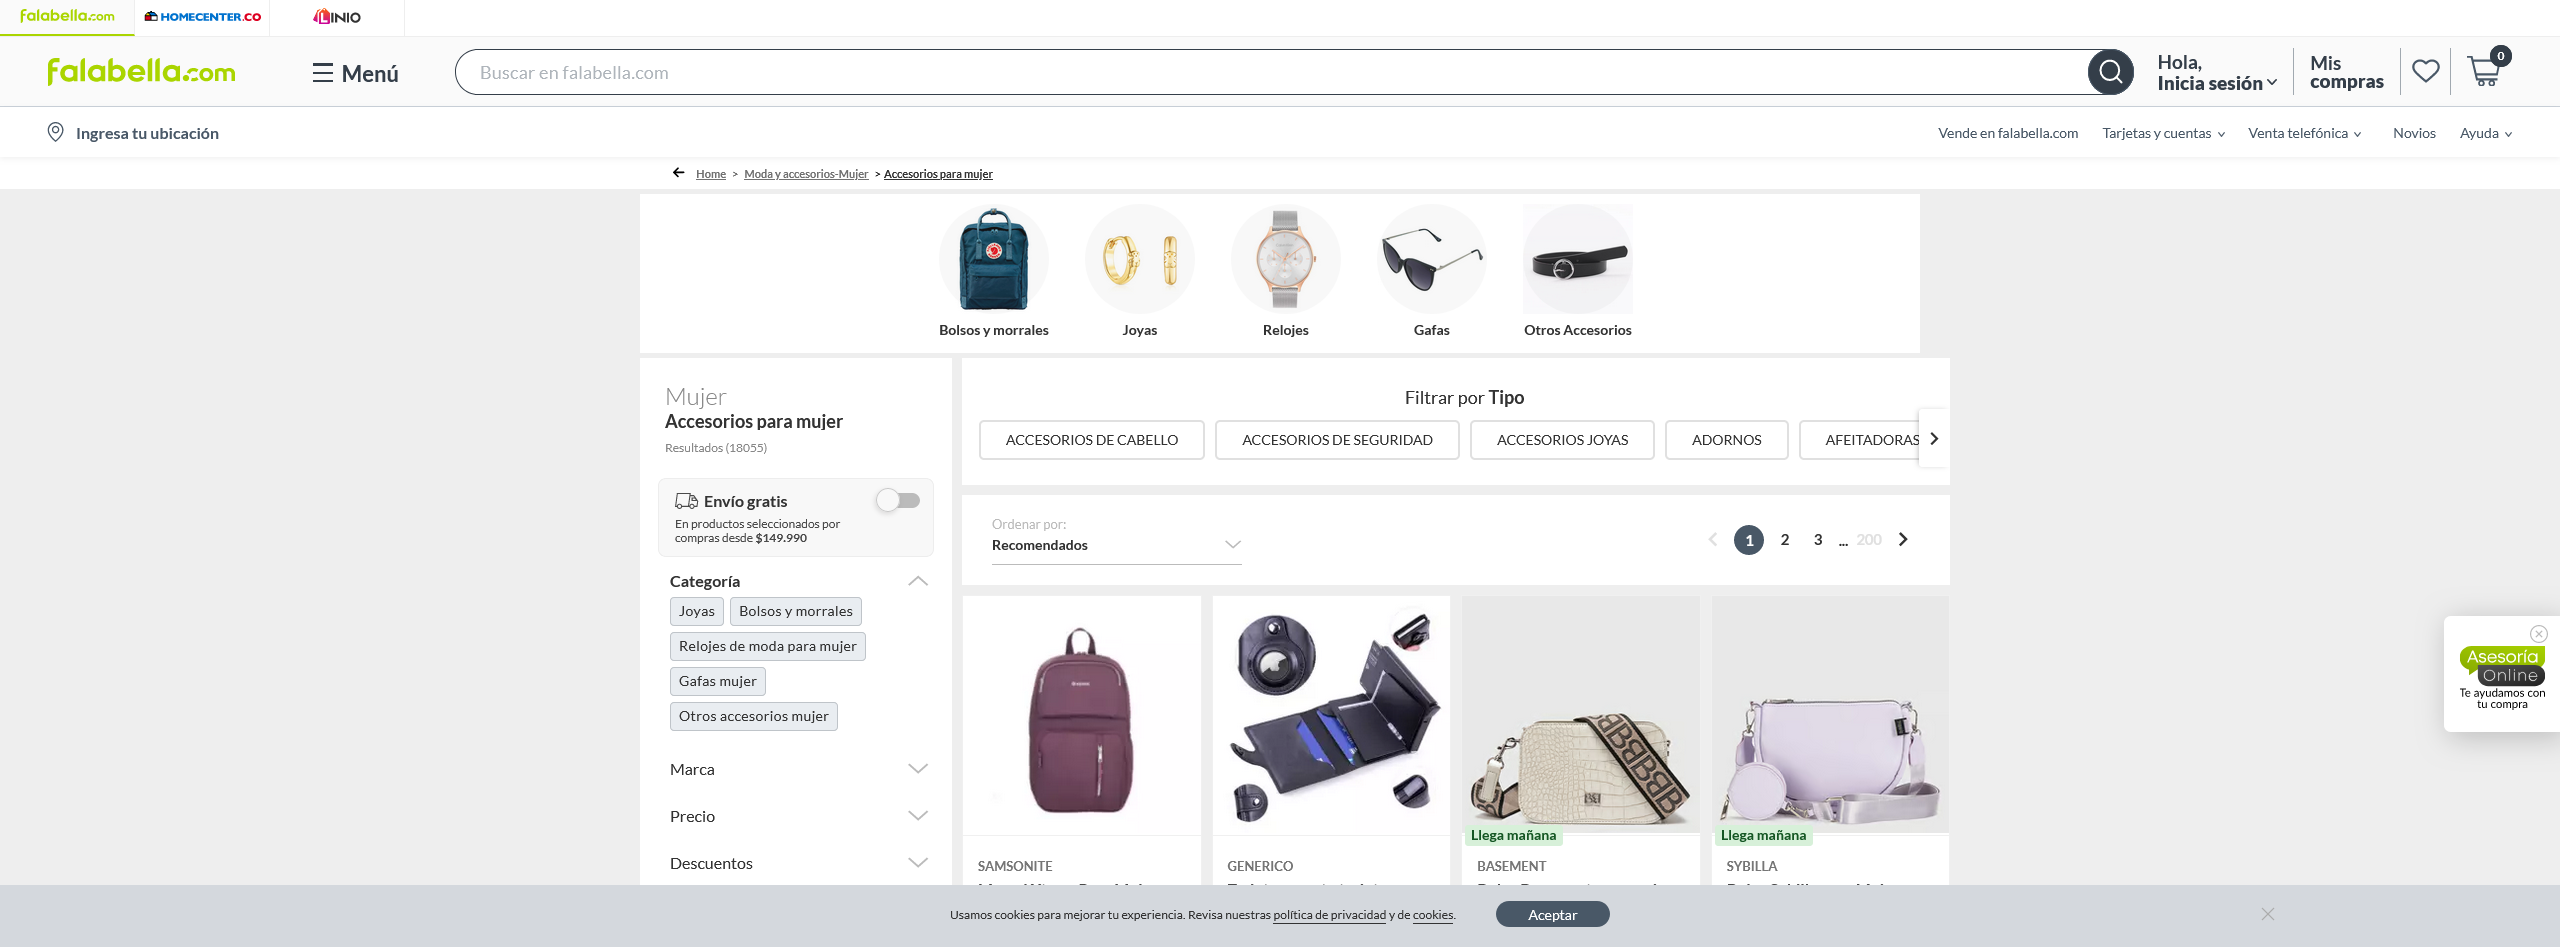 falabella.com
HOMECENTER.CO
LINIO
falabella.com
Menú
Buscar en falabella.com
Hola,
Inicia sesión
Mis
compras
0
Ingresa tu ubicación
Vende en falabella.com
Tarjetas y cuentas
Venta telefónica
Novios
Ayuda
Home > Moda y accesorios-Mujer > Accesorios para mujer
Bolsos y morrales
Joyas
Relojes
Gafas
Otros Accesorios
Mujer
Accesorios para mujer
Resultados (18055)
Envío gratis
En productos seleccionados por
compras desde $149.990
Categoría
Joyas
Bolsos y morrales
Relojes de moda para mujer
Gafas mujer
Otros accesorios mujer
Marca
Precio
Descuentos
Filtrar por Tipo
ACCESORIOS DE CABELLO
ACCESORIOS DE SEGURIDAD
ACCESORIOS JOYAS
ADORNOS
AFEITADORAS
Ordenar por:
Recomendados
1 2 3 ... 200
Llega mañana
Llega mañana
SAMSONITE
GENERICO
BASEMENT
SYBILLA
Asesoría
Online
Te ayudamos con
tu compra
Usamos cookies para mejorar tu experiencia. Revisa nuestras política de privacidad y de cookies.
Aceptar